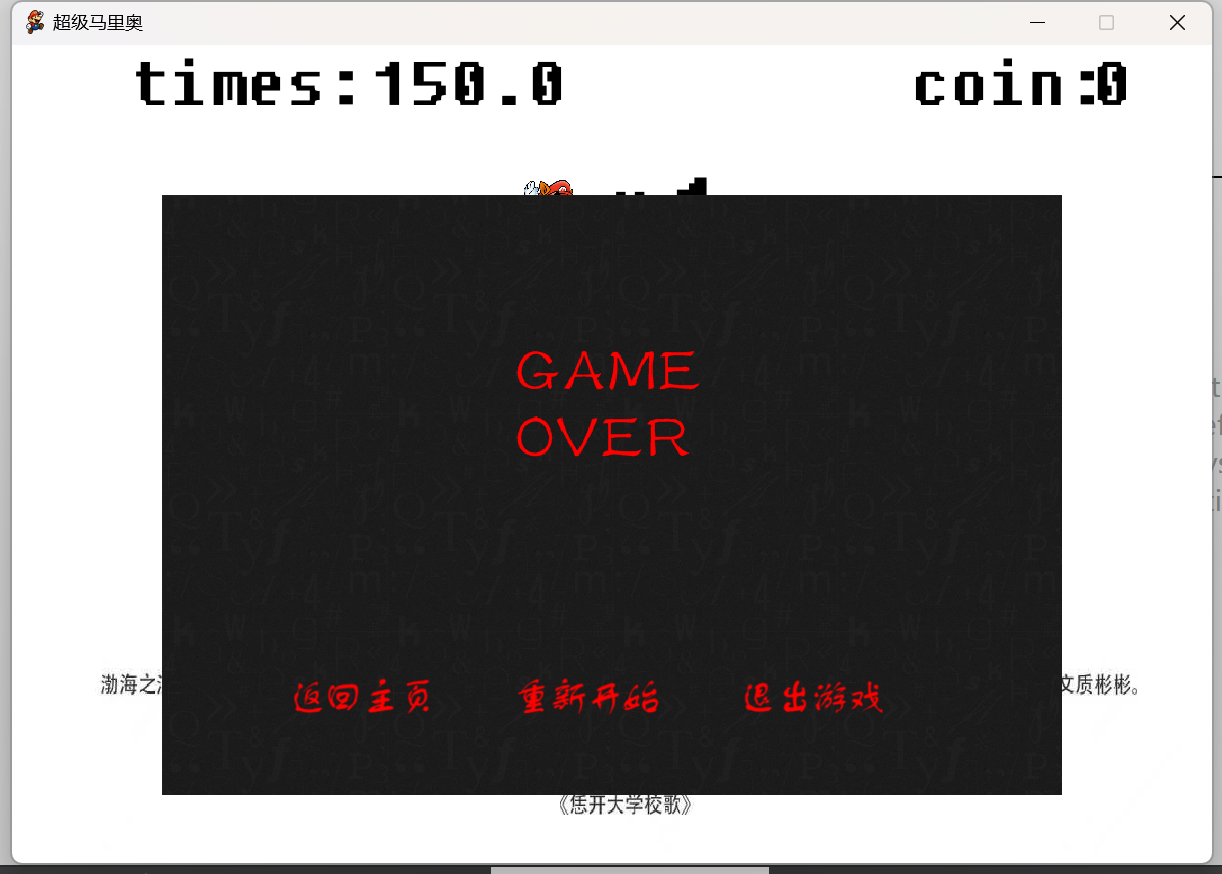 超级马里奥
times:150.0
coin:0
GAME
OVER
渤海之
文质彬彬。
返回主页
重新开始
退出游戏
《恁开大学校歌》